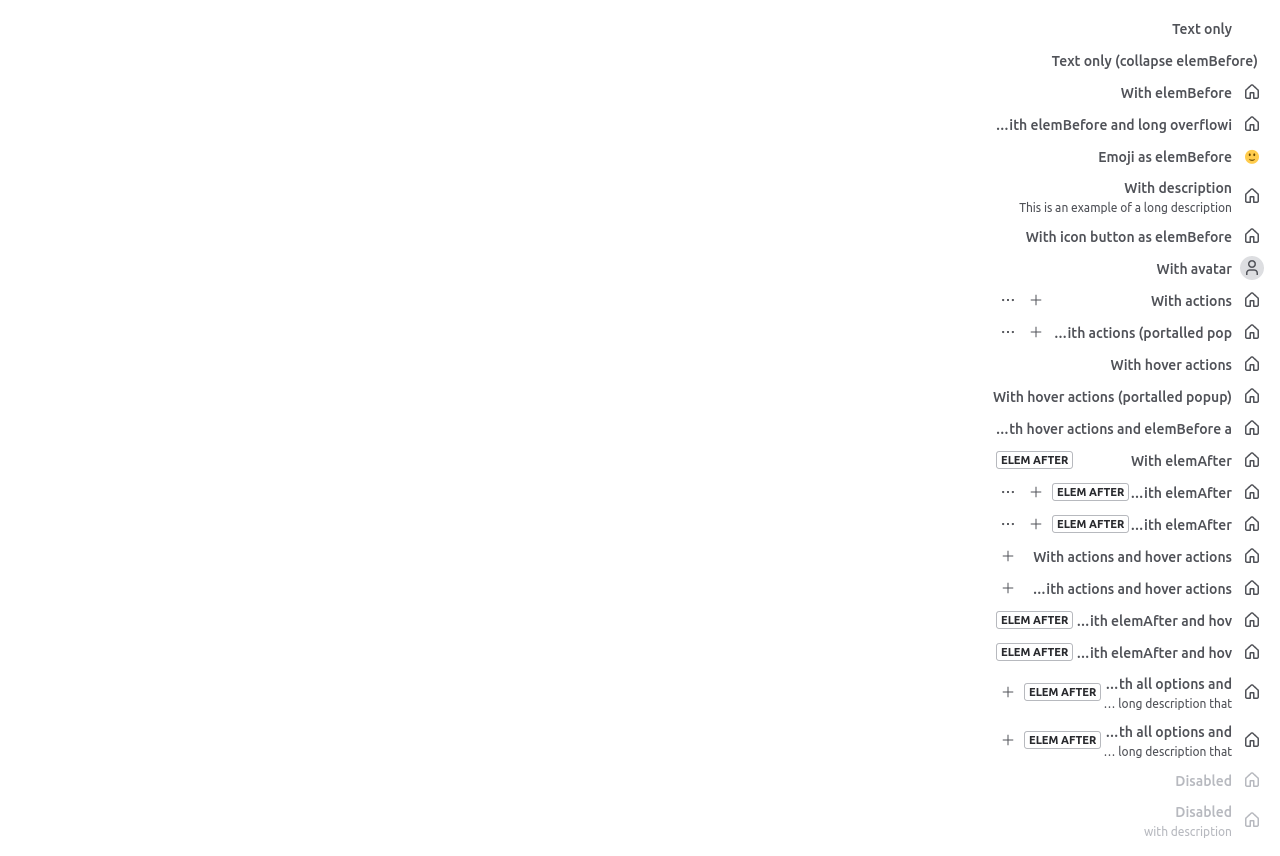 Text only
Text only (collapse elemBefore)
With elemBefore
...ith elemBefore and long overflowi
Emoji as elemBefore
With description
This is an example of a long description
With icon button as elemBefore
With avatar
With actions
...ith actions (portalled pop
With hover actions
With hover actions (portalled popup)
...th hover actions and elemBefore a
ELEM AFTER With elemAfter
ELEM AFTER ...ith elemAfter
ELEM AFTER ...ith elemAfter
With actions and hover actions
...ith actions and hover actions
ELEM AFTER ...ith elemAfter and hov
ELEM AFTER ...ith elemAfter and hov
ELEM AFTER ...th all options and
... long description that
ELEM AFTER ...th all options and
... long description that
Disabled
Disabled
with description